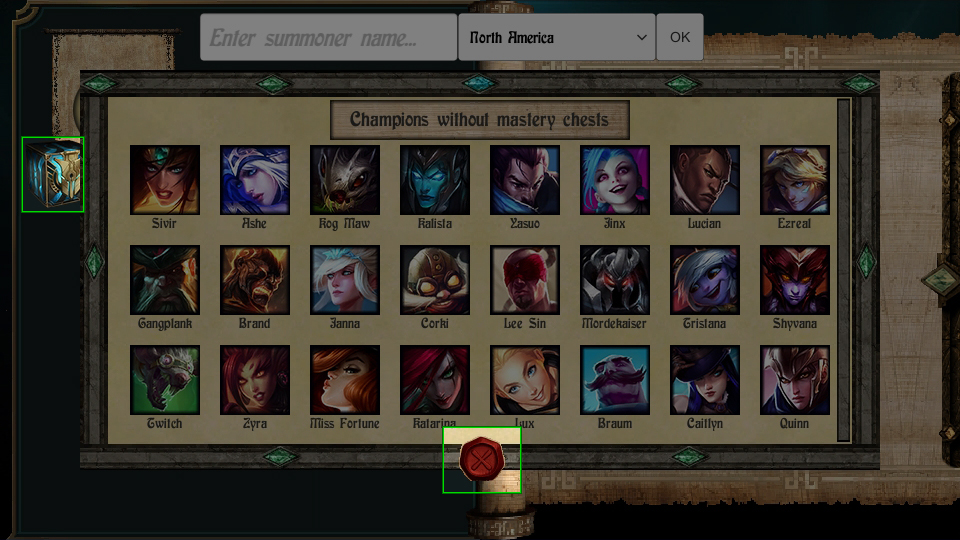 Enter summoner name...
North America
OK
Champions without mastery chests
Sivir
Ashe
Kog Maw
Kalista
Yasuo
Jinx
Lucian
Ezreal
Gangplank
Brand
Janna
Corki
Lee Sin
Mordekaiser
Tristana
Shyvana
Twitch
Zyra
Miss Fortune
Katarina
Lux
Braum
Caitlyn
Quinn